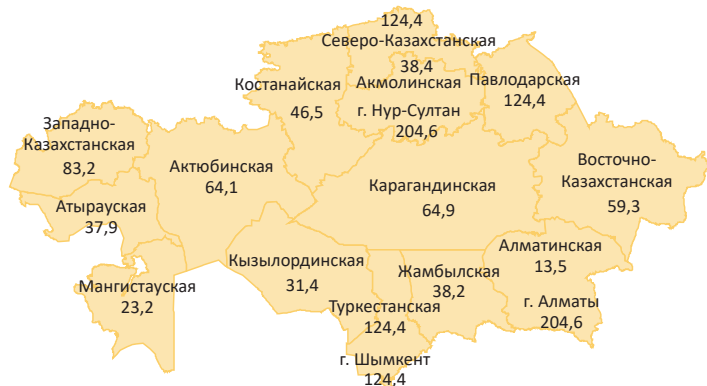 124,4
Северо-Казахстанская
38,4
Костанайская
46,5
Акмолинская
г. Нур-Султан
204,6
Павлодарская
124,4
Западно-
Казахстанская
83,2
Актюбинская
64,1
Карагандинская
64,9
Восточно-
Казахстанская
59,3
Атырауская
37,9
Мангистауская
23,2
Кызылординская
31,4
Жамбылская
38,2
Алматинская
13,5
г. Алматы
204,6
Туркестанская
124,4
г. Шымкент
124,4